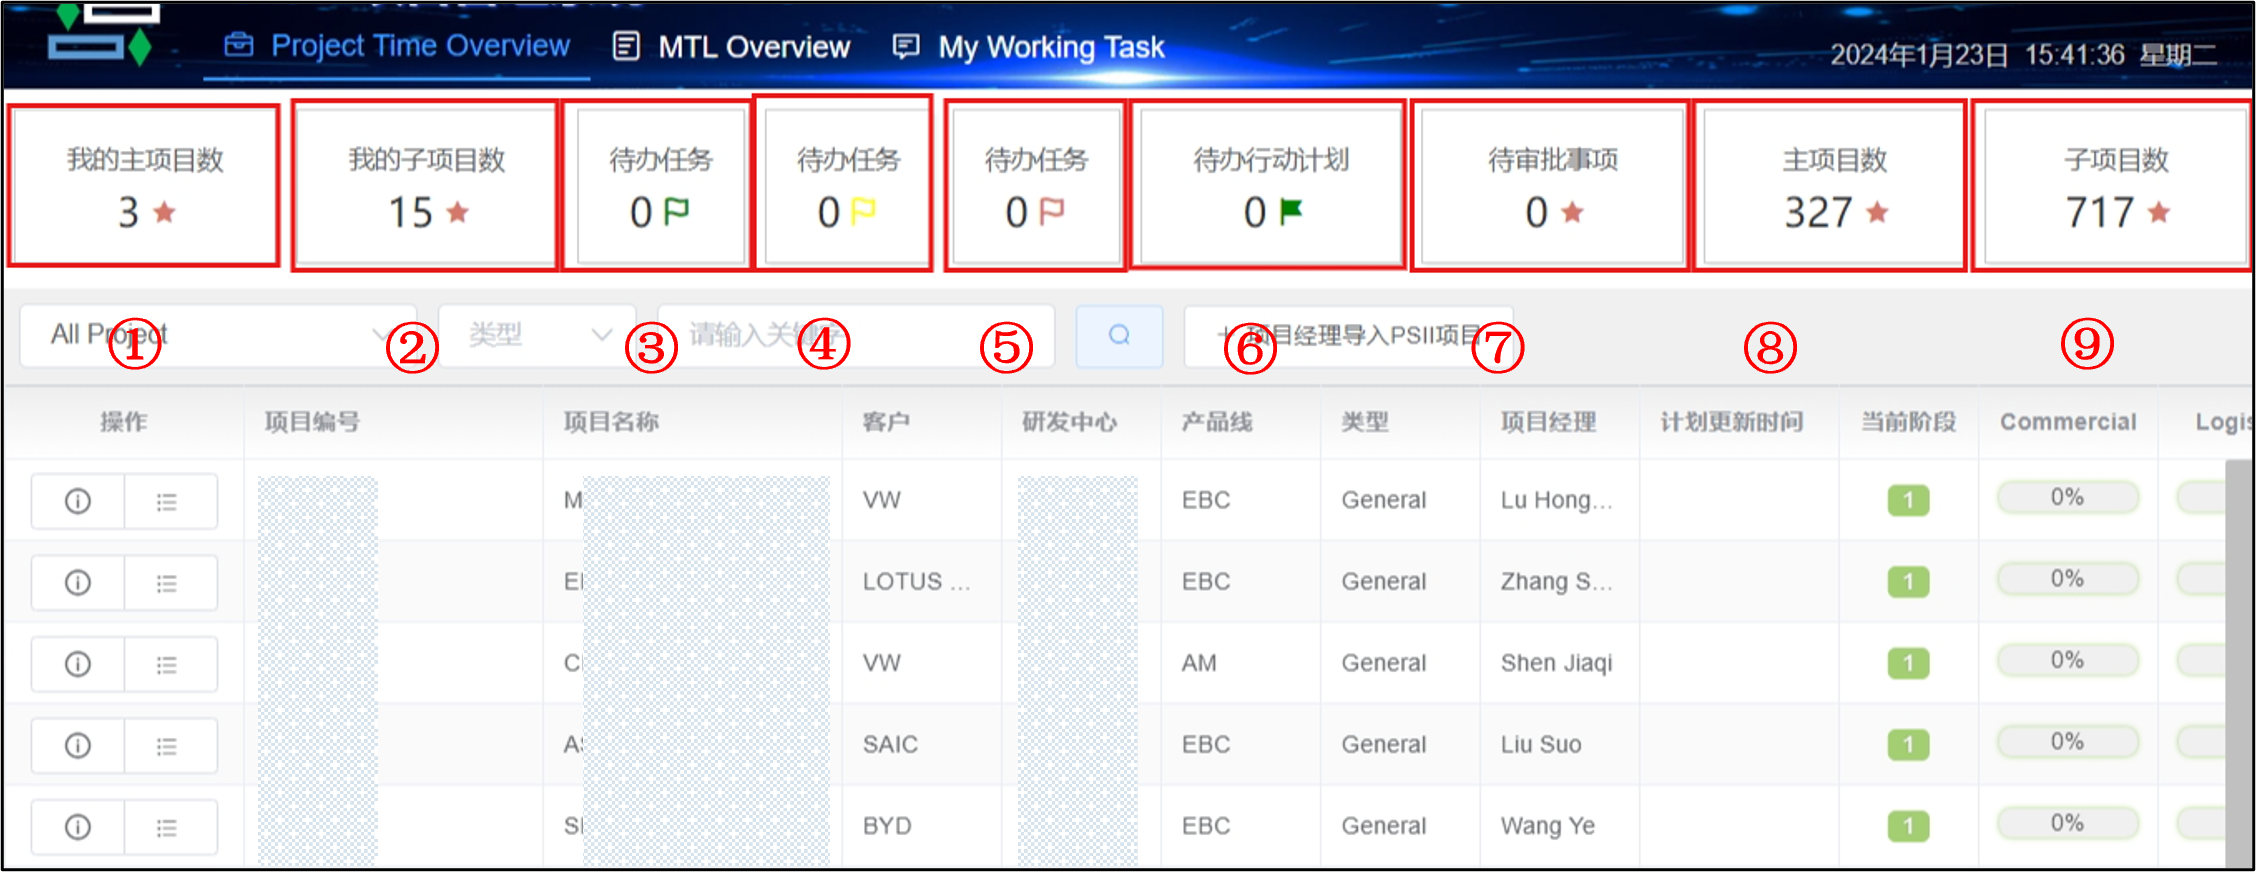 Project Time Overview MTL Overview My Working Task 2024年1月23日 15:41:36 星期二
我的主项目数 我的子项目数 待办任务 待办任务 待办任务 待办行动计划 待审批事项 主项目数 子项目数
3 15 0 0 0 0 0 327 717
All Project 类型 请输入关键字 + 项目经理导入PSII项目
① ② ③ ④ ⑤ ⑥ ⑦ ⑧ ⑨
操作 项目编号 项目名称 客户 研发中心 产品线 类型 项目经理 计划更新时间 当前阶段 Commercial Logis
M VW EBC General Lu Hong... 1 0%
E LOTUS ... EBC General Zhang S... 1 0%
C VW AM General Shen Jiaqi 1 0%
A SAIC EBC General Liu Suo 1 0%
S BYD EBC General Wang Ye 1 0%